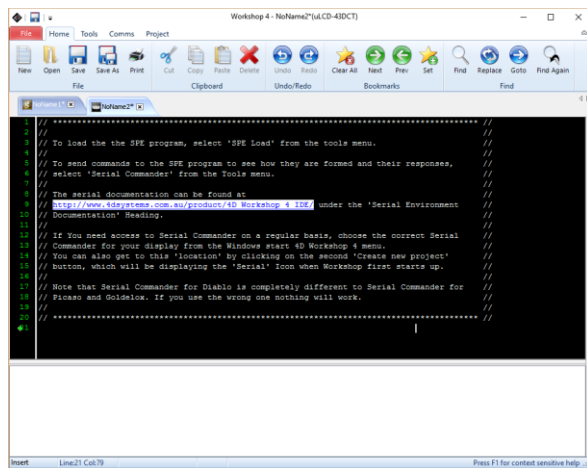 Workshop 4 - NoName2*(uLCD-43DCT)
File Home Tools Comms Project
New Open Save Save As Print Cut Copy Paste Delete Undo Redo Clear All Next Prev Set Find Replace Goto Find Again
File Clipboard Undo/Redo Bookmarks Find
NoName1* NoName2*
1 // ****************************************************************************************** //
2 // //
3 // To load the the SPE program, select 'SPE Load' from the tools menu. //
4 // //
5 // To send commands to the SPE program to see how they are formed and their responses, //
6 // select 'Serial Commander' from the Tools menu. //
7 // //
8 // The serial documentation can be found at //
9 // http://www.4dsystems.com.au/product/4D_Workshop_4_IDE/ under the 'Serial Environment //
10 // Documentation' Heading. //
11 // //
12 // If You need access to Serial Commander on a regular basis, choose the correct Serial //
13 // Commander for your display from the Windows start 4D Workshop 4 menu. //
14 // You can also get to this 'location' by clicking on the second 'Create new project' //
15 // button, which will be displaying the 'Serial' Icon when Workshop first starts up. //
16 // //
17 // Note that Serial Commander for Diablo is completely different to Serial Commander for //
18 // Picaso and Goldelox. If you use the wrong one nothing will work. //
19 // //
20 // ****************************************************************************************** //
21
Insert Line:21 Col:79 Press F1 for context sensitive help